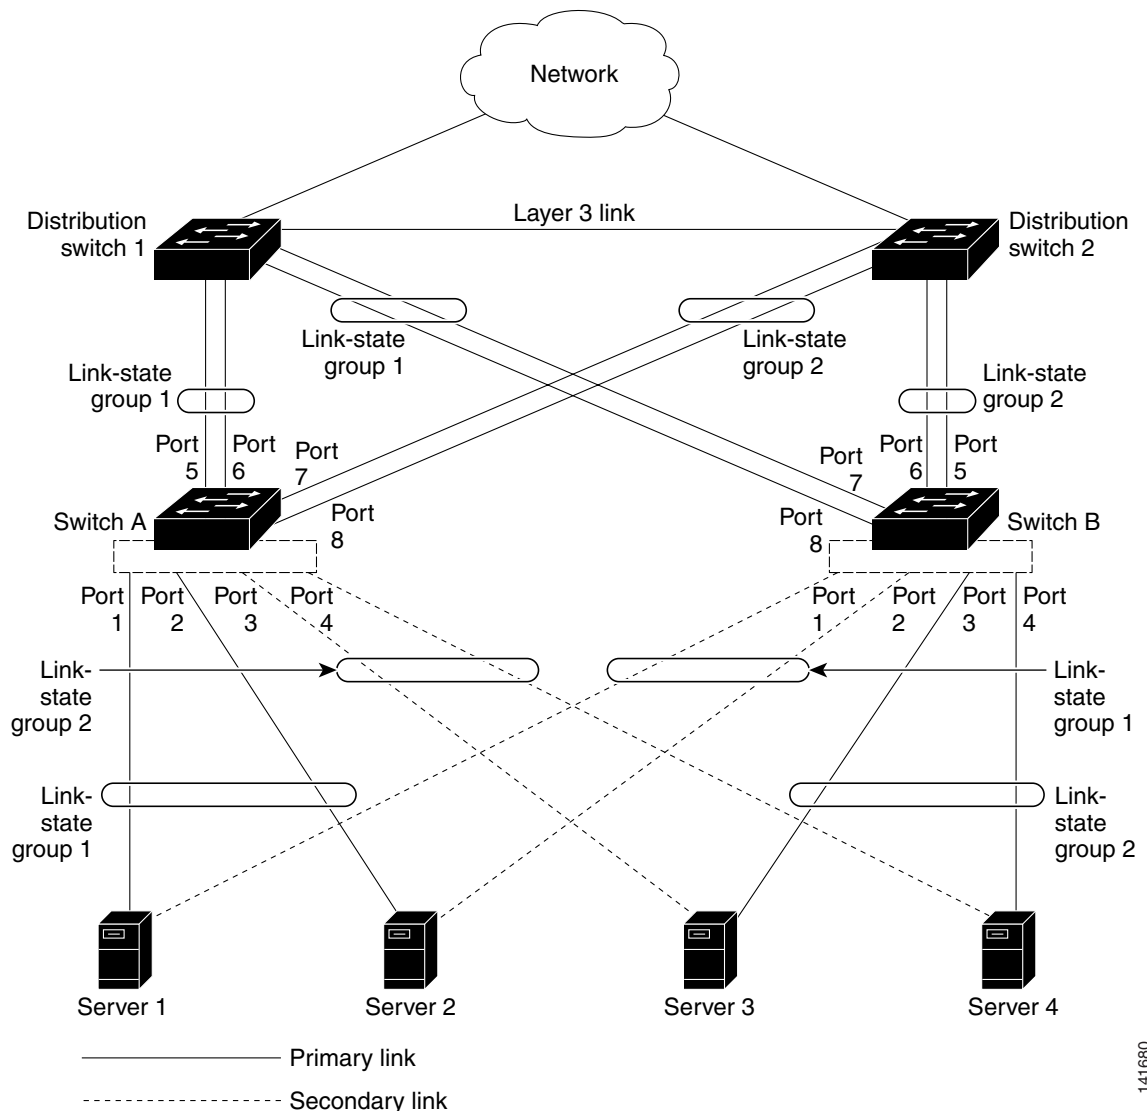 Network
Layer 3 link
Distribution
switch 1
Distribution
switch 2
Link-state
group 1
Link-state
group 2
Link-state
group 1
Link-state
group 2
Port
5
Port
6
Port
7
Port
8
Port
7
Port
6
Port
5
Port
8
Switch A
Switch B
Port
1
Port
2
Port
3
Port
4
Port
1
Port
2
Port
3
Port
4
Link-
state
group 2
Link-
state
group 1
Link-
state
group 1
Link-
state
group 2
Server 1
Server 2
Server 3
Server 4
Primary link
Secondary link
141680